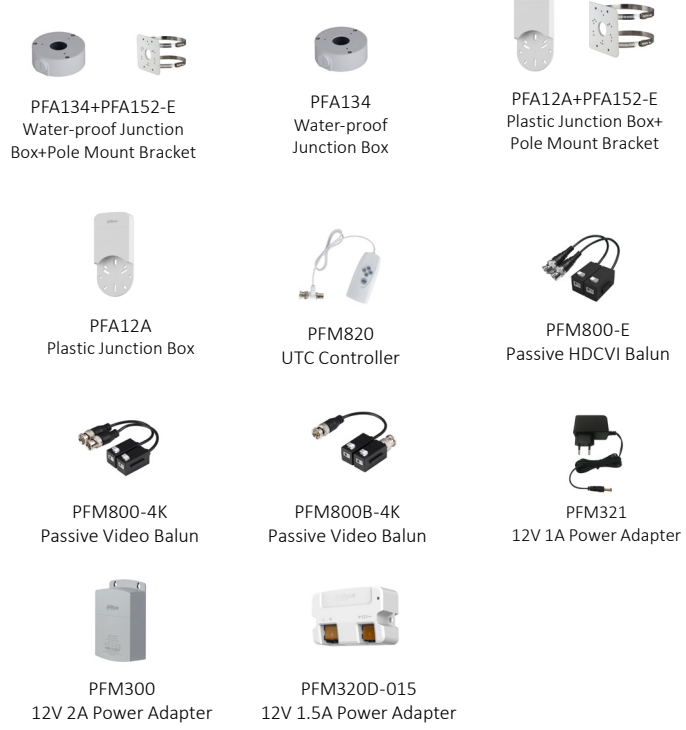 PFA134+PFA152-E
Water-proof Junction
Box+Pole Mount Bracket
PFA134
Water-proof
Junction Box
PFA12A+PFA152-E
Plastic Junction Box+
Pole Mount Bracket
PFA12A
Plastic Junction Box
PFM820
UTC Controller
PFM800-E
Passive HDCVI Balun
PFM800-4K
Passive Video Balun
PFM800B-4K
Passive Video Balun
PFM321
12V 1A Power Adapter
PFM300
12V 2A Power Adapter
PFM320D-015
12V 1.5A Power Adapter